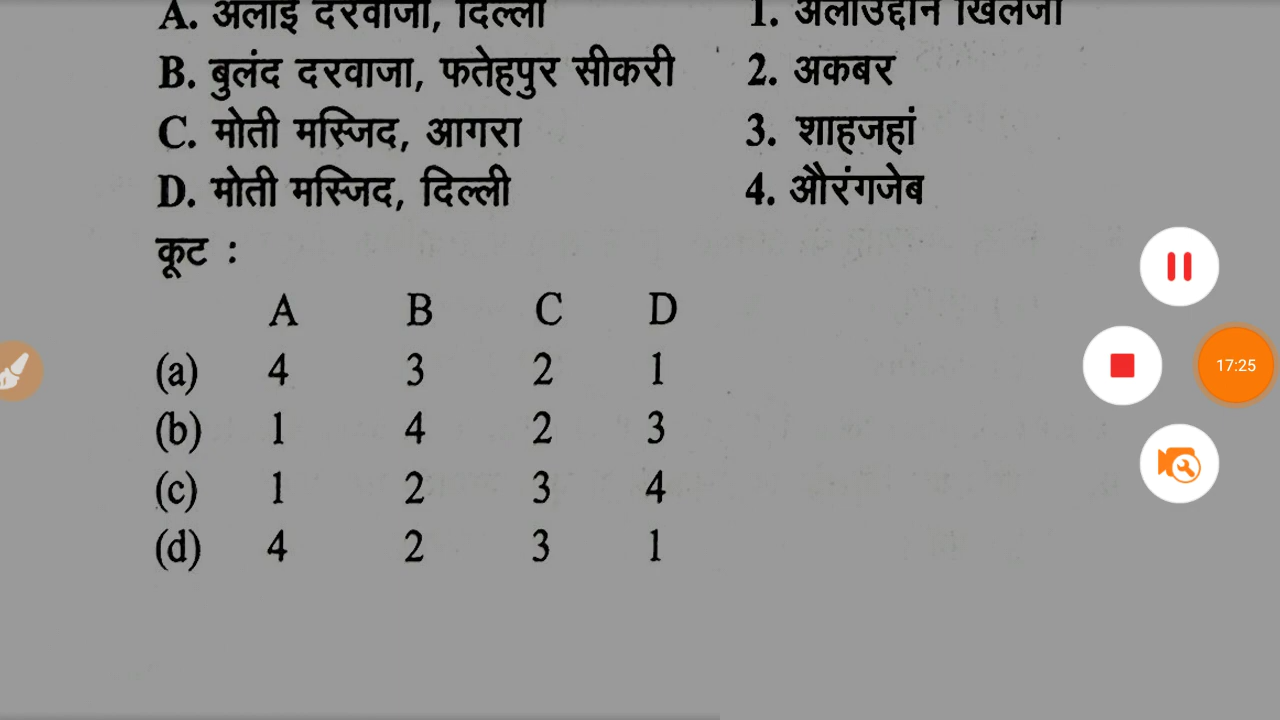 A. अलाई दरवाजा, दिल्ली 1. अलाउद्दीन खिलजी
B. बुलंद दरवाजा, फतेहपुर सीकरी 2. अकबर
C. मोती मस्जिद, आगरा 3. शाहजहां
D. मोती मस्जिद, दिल्ली 4. औरंगजेब
कूट :
A B C D
(a) 4 3 2 1
(b) 1 4 2 3
(c) 1 2 3 4
(d) 4 2 3 1
17:25